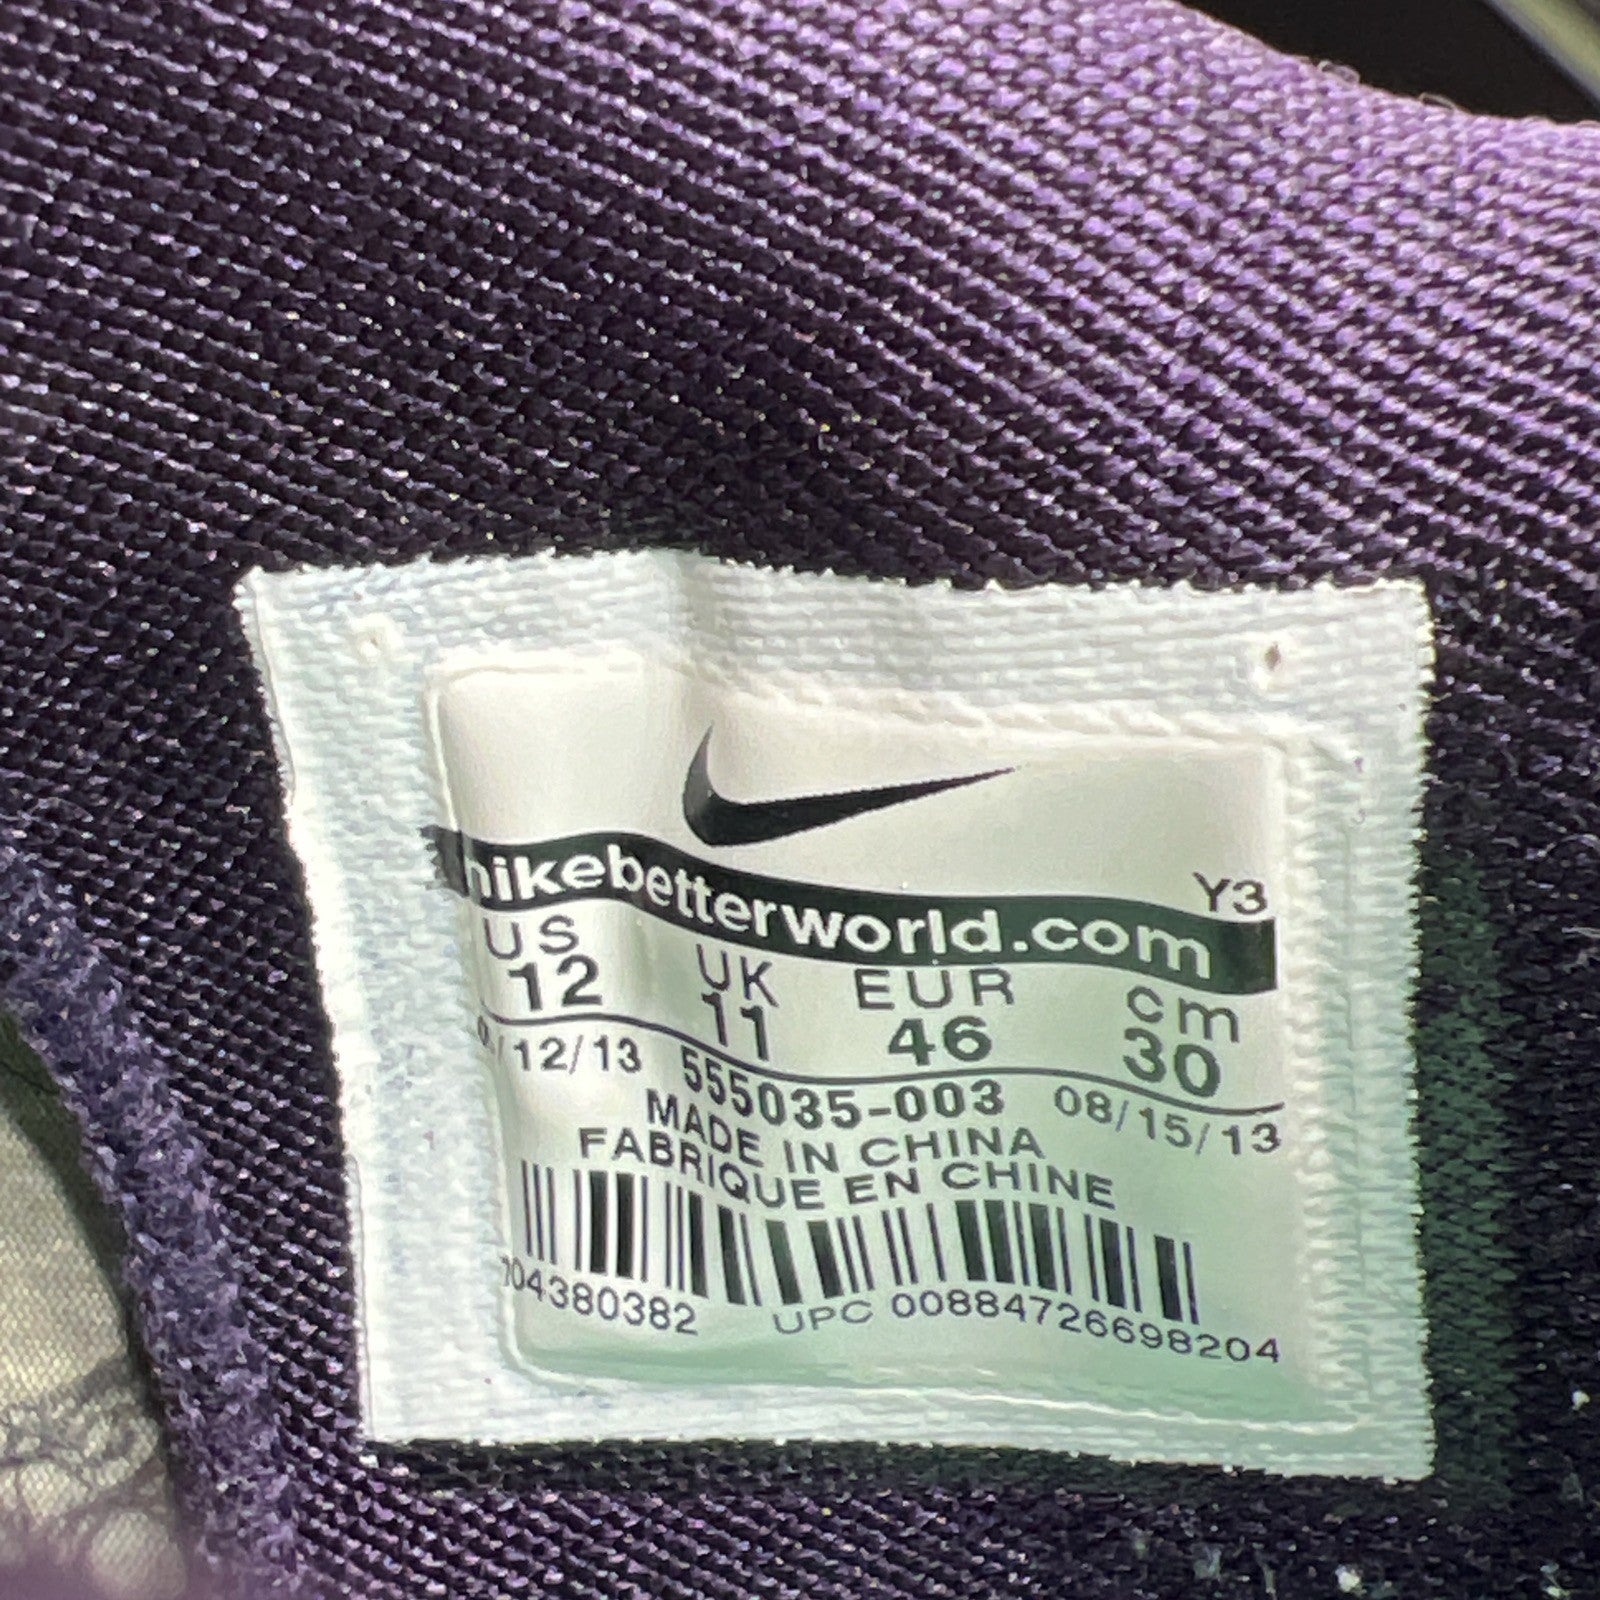 Y3
nikebetterworld.com
US UK EUR cm
12 11 46 30
/12/13 555035-003 08/15/13
MADE IN CHINA
FABRIQUE EN CHINE
04380382 UPC 00884726698204